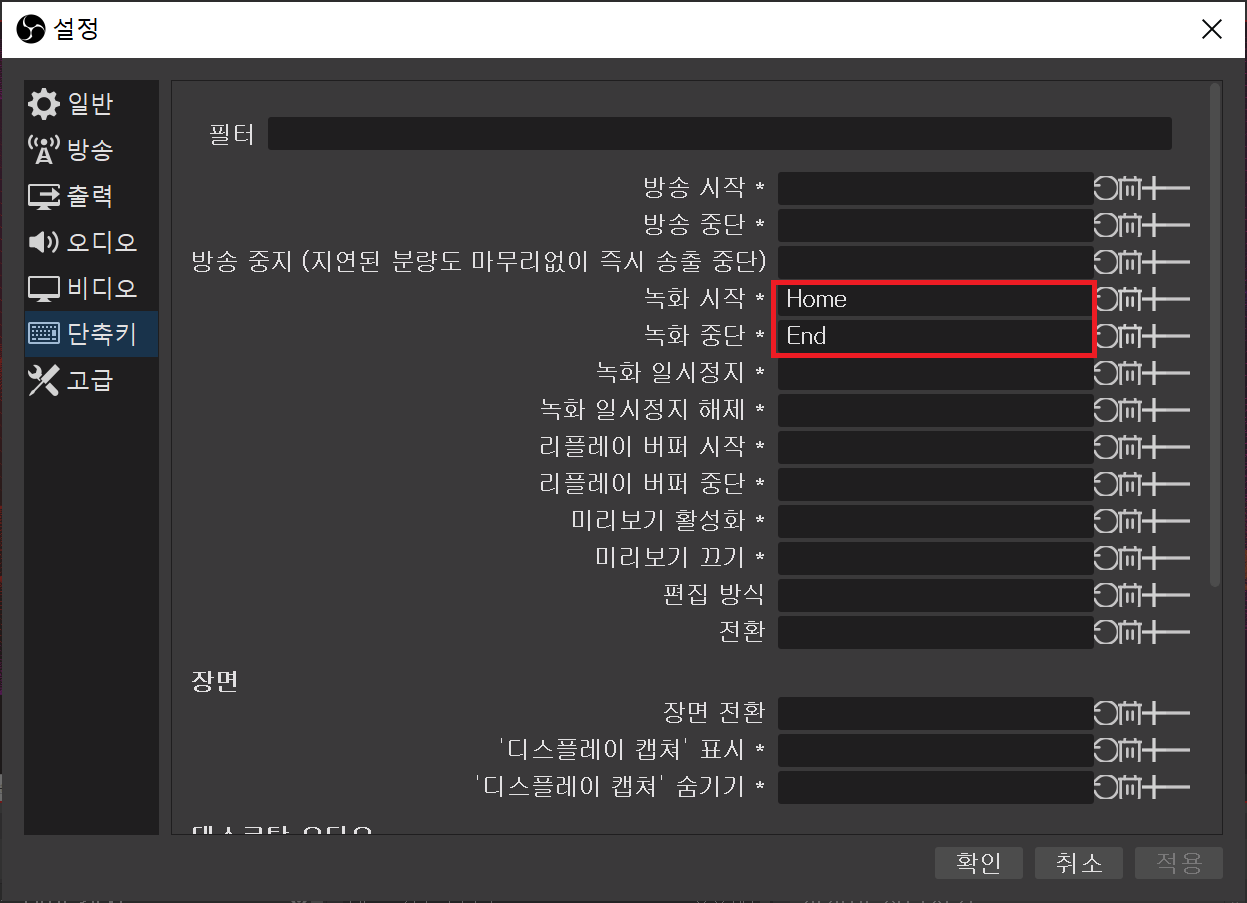 설정
일반
방송
출력
오디오
비디오
단축키
고급
필터
방송 시작 *
방송 중단 *
방송 중지 (지연된 분량도 마무리없이 즉시 송출 중단)
녹화 시작 * Home
녹화 중단 * End
녹화 일시정지 *
녹화 일시정지 해제 *
리플레이 버퍼 시작 *
리플레이 버퍼 중단 *
미리보기 활성화 *
미리보기 끄기 *
편집 방식
전환
장면
장면 전환
'디스플레이 캡쳐' 표시 *
'디스플레이 캡쳐' 숨기기 *
데스크탑 오디오
확인 취소 적용